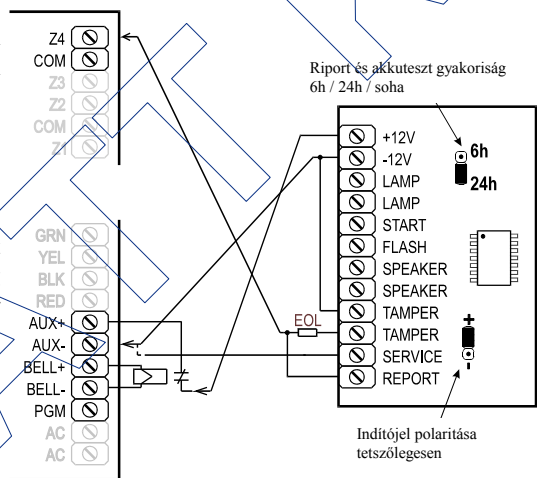 Z4
COM
Z3
Z2
COM
Z1
GRN
YEL
BLK
RED
AUX+
AUX-
BELL+
BELL-
PGM
AC
AC
EOL
Riport és akkuteszt gyakoriság
6h / 24h / soha
+12V
-12V
LAMP
LAMP
START
FLASH
SPEAKER
SPEAKER
TAMPER
TAMPER
SERVICE
REPORT
6h
24h
+
-
Indítójel polaritása
tetszőlegesen